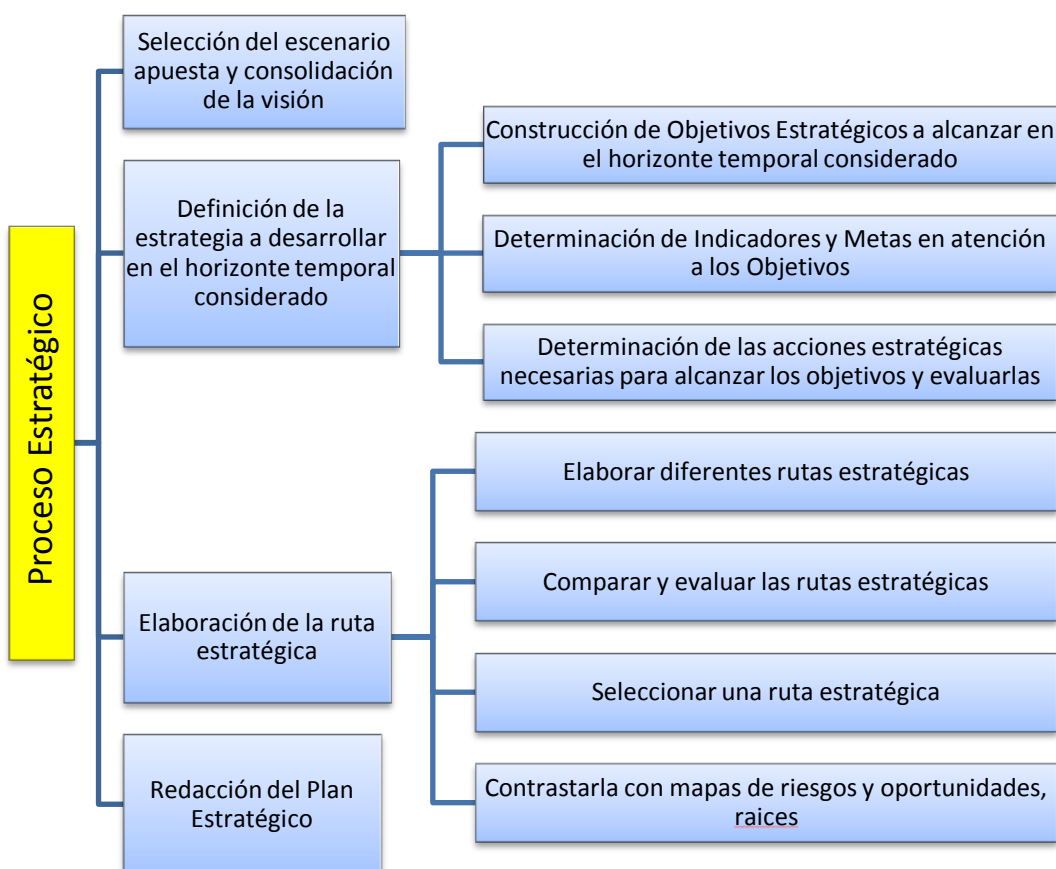 Proceso Estratégico
Selección del escenario
apuesta y consolidación
de la visión
Definición de la
estrategia a desarrollar
en el horizonte temporal
considerado
Construcción de Objetivos Estratégicos a alcanzar en
el horizonte temporal considerado
Determinación de Indicadores y Metas en atención
a los Objetivos
Determinación de las acciones estratégicas
necesarias para alcanzar los objetivos y evaluarlas
Elaboración de la ruta
estratégica
Elaborar diferentes rutas estratégicas
Comparar y evaluar las rutas estratégicas
Seleccionar una ruta estratégica
Contrastarla con mapas de riesgos y oportunidades,
raices
Redacción del Plan
Estratégico